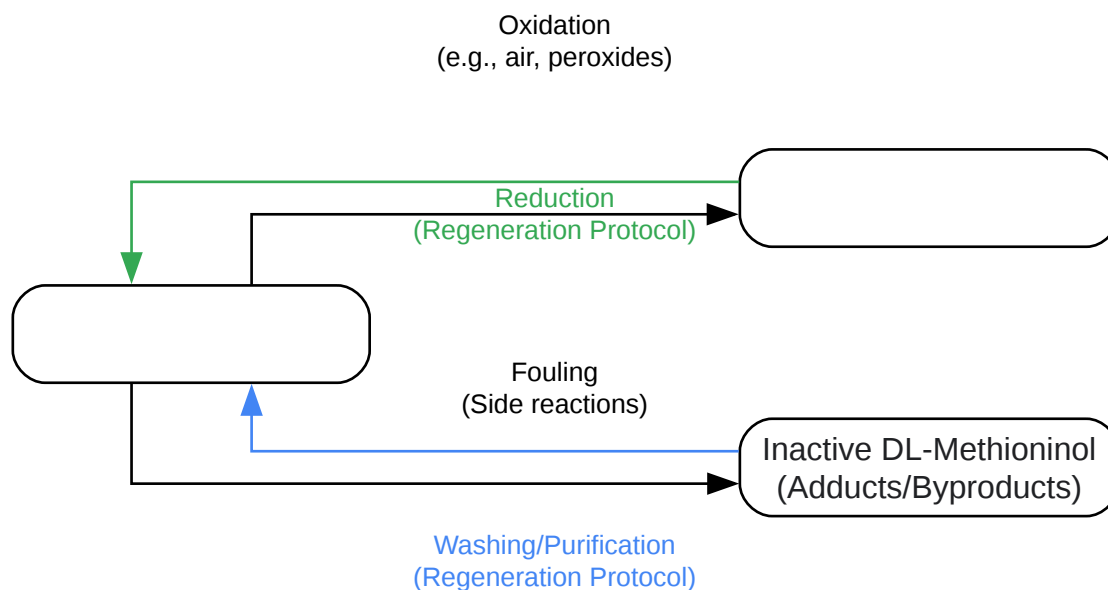 Oxidation
(e.g., air, peroxides)
Reduction
(Regeneration Protocol)
Fouling
(Side reactions)
Inactive DL-Methioninol
(Adducts/Byproducts)
Washing/Purification
(Regeneration Protocol)